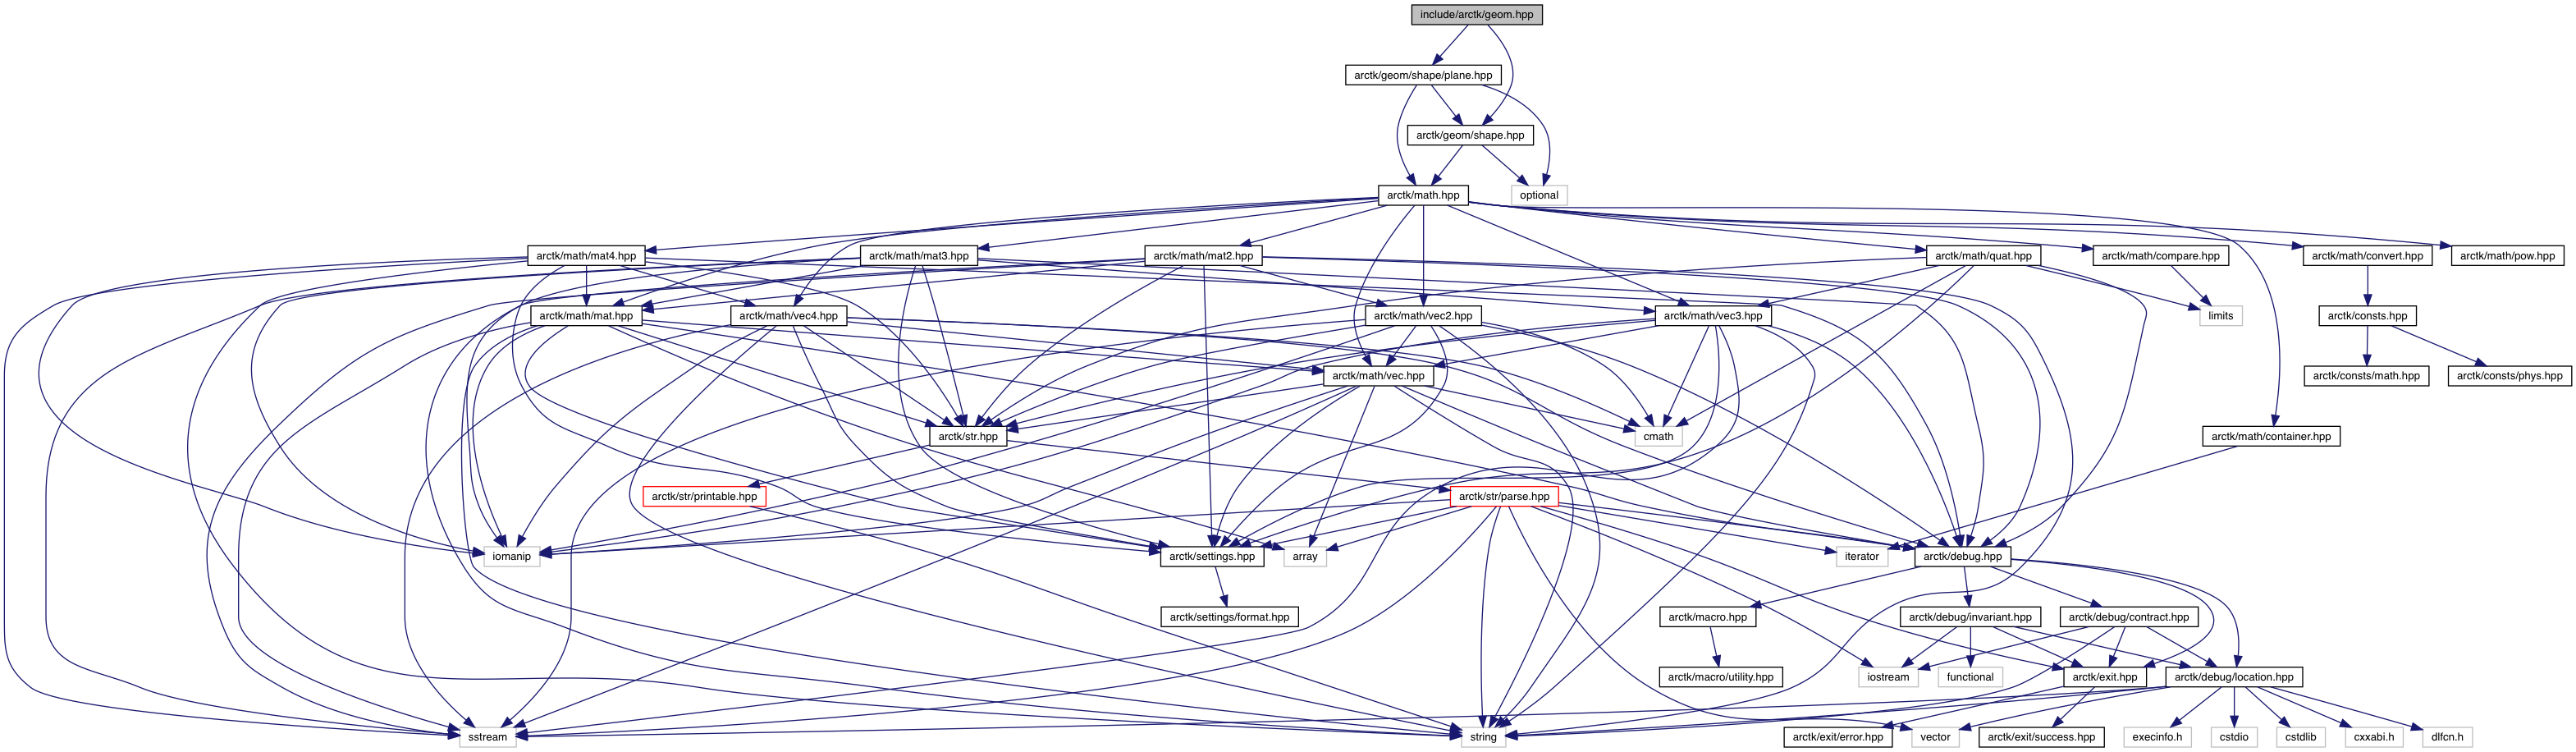 include/arctk/geom.hpp
arctk/geom/shape/plane.hpp
arctk/geom/shape.hpp
arctk/math.hpp
optional
arctk/math/mat4.hpp
arctk/math/mat3.hpp
arctk/math/mat2.hpp
arctk/math/quat.hpp
arctk/math/compare.hpp
arctk/math/convert.hpp
arctk/math/pow.hpp
arctk/math/mat.hpp
arctk/math/vec4.hpp
arctk/math/vec2.hpp
arctk/math/vec3.hpp
limits
arctk/consts.hpp
arctk/math/vec.hpp
arctk/consts/math.hpp
arctk/consts/phys.hpp
arctk/str.hpp
cmath
arctk/math/container.hpp
arctk/str/printable.hpp
arctk/str/parse.hpp
iomanip
arctk/settings.hpp
array
iterator
arctk/debug.hpp
arctk/settings/format.hpp
arctk/macro.hpp
arctk/debug/invariant.hpp
arctk/debug/contract.hpp
arctk/macro/utility.hpp
iostream
functional
arctk/exit.hpp
arctk/debug/location.hpp
sstream
string
arctk/exit/error.hpp
vector
arctk/exit/success.hpp
execinfo.h
cstdio
cstdlib
cxxabi.h
dlfcn.h